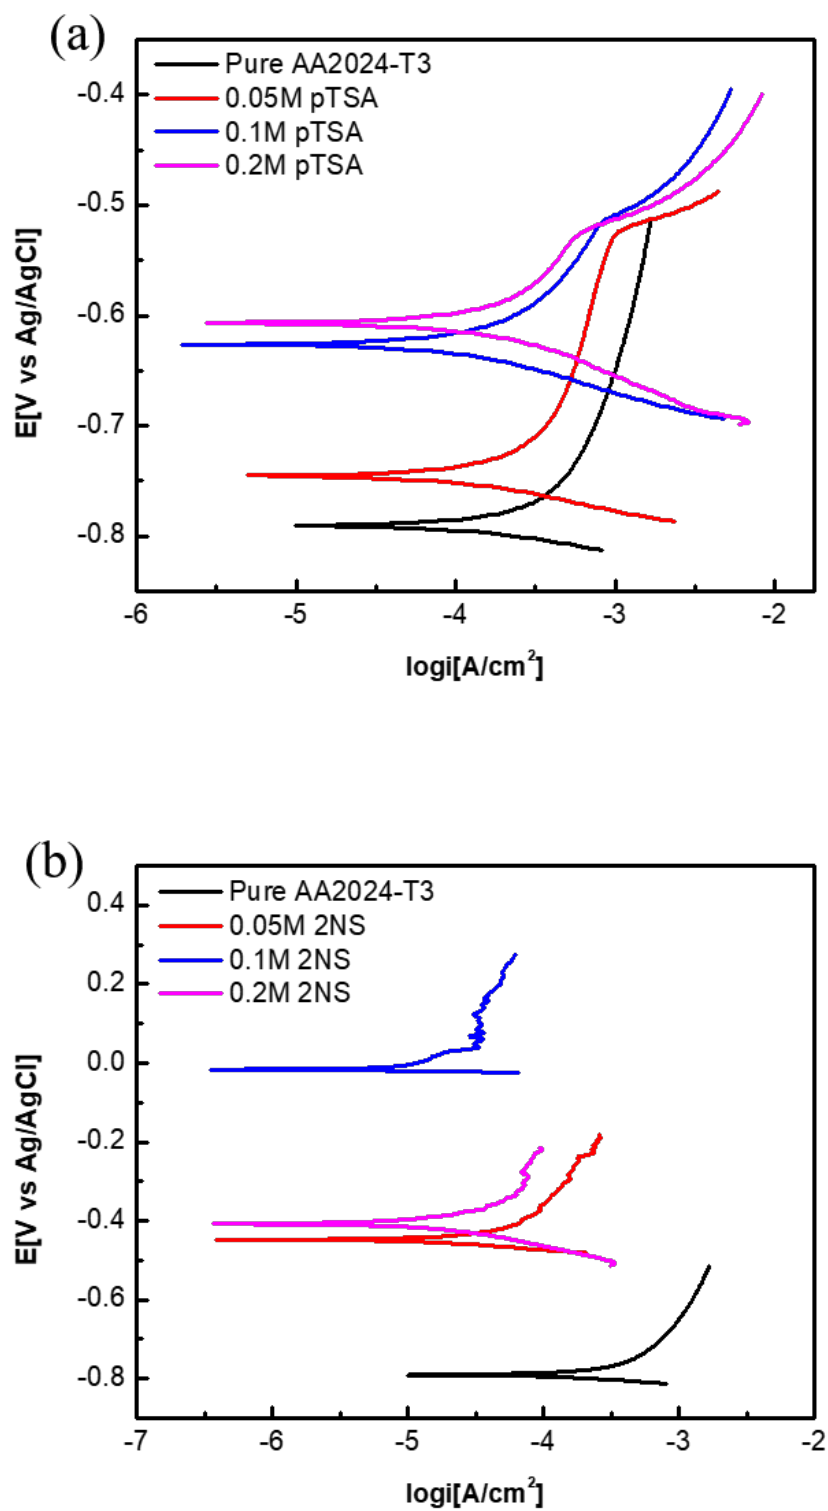 (a)
Pure AA2024-T3
0.05M pTSA
0.1M pTSA
0.2M pTSA
-0.4
-0.5
-0.6
-0.7
-0.8
E[V vs Ag/AgCl]
-6 -5 -4 -3 -2
logi[A/cm²]
(b)
Pure AA2024-T3
0.05M 2NS
0.1M 2NS
0.2M 2NS
0.4
0.2
0.0
-0.2
-0.4
-0.6
-0.8
E[V vs Ag/AgCl]
-7 -6 -5 -4 -3 -2
logi[A/cm²]